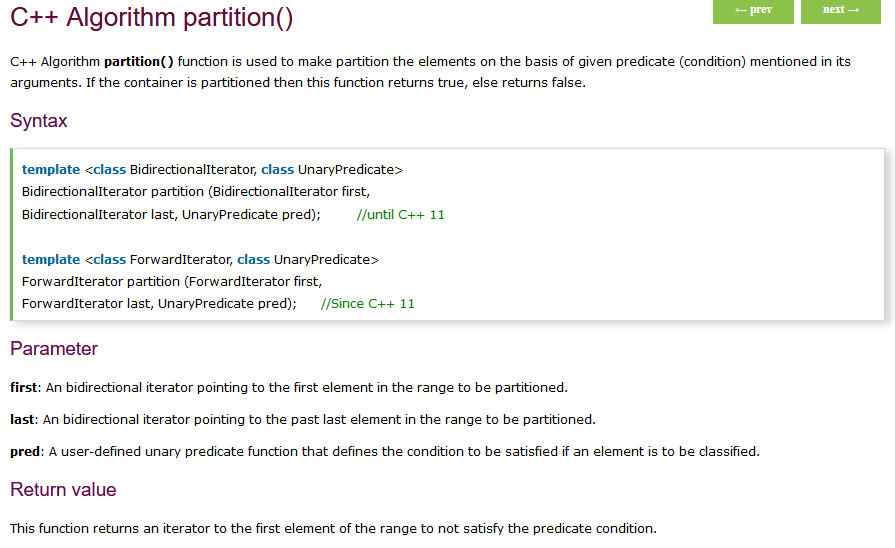 C++ Algorithm partition()
← prev
next →
C++ Algorithm partition() function is used to make partition the elements on the basis of given predicate (condition) mentioned in its
arguments. If the container is partitioned then this function returns true, else returns false.
Syntax
template <class BidirectionalIterator, class UnaryPredicate>
BidirectionalIterator partition (BidirectionalIterator first,
BidirectionalIterator last, UnaryPredicate pred);         //until C++ 11
template <class ForwardIterator, class UnaryPredicate>
ForwardIterator partition (ForwardIterator first,
ForwardIterator last, UnaryPredicate pred);      //Since C++ 11
Parameter
first: An bidirectional iterator pointing to the first element in the range to be partitioned.
last: An bidirectional iterator pointing to the past last element in the range to be partitioned.
pred: A user-defined unary predicate function that defines the condition to be satisfied if an element is to be classified.
Return value
This function returns an iterator to the first element of the range to not satisfy the predicate condition.